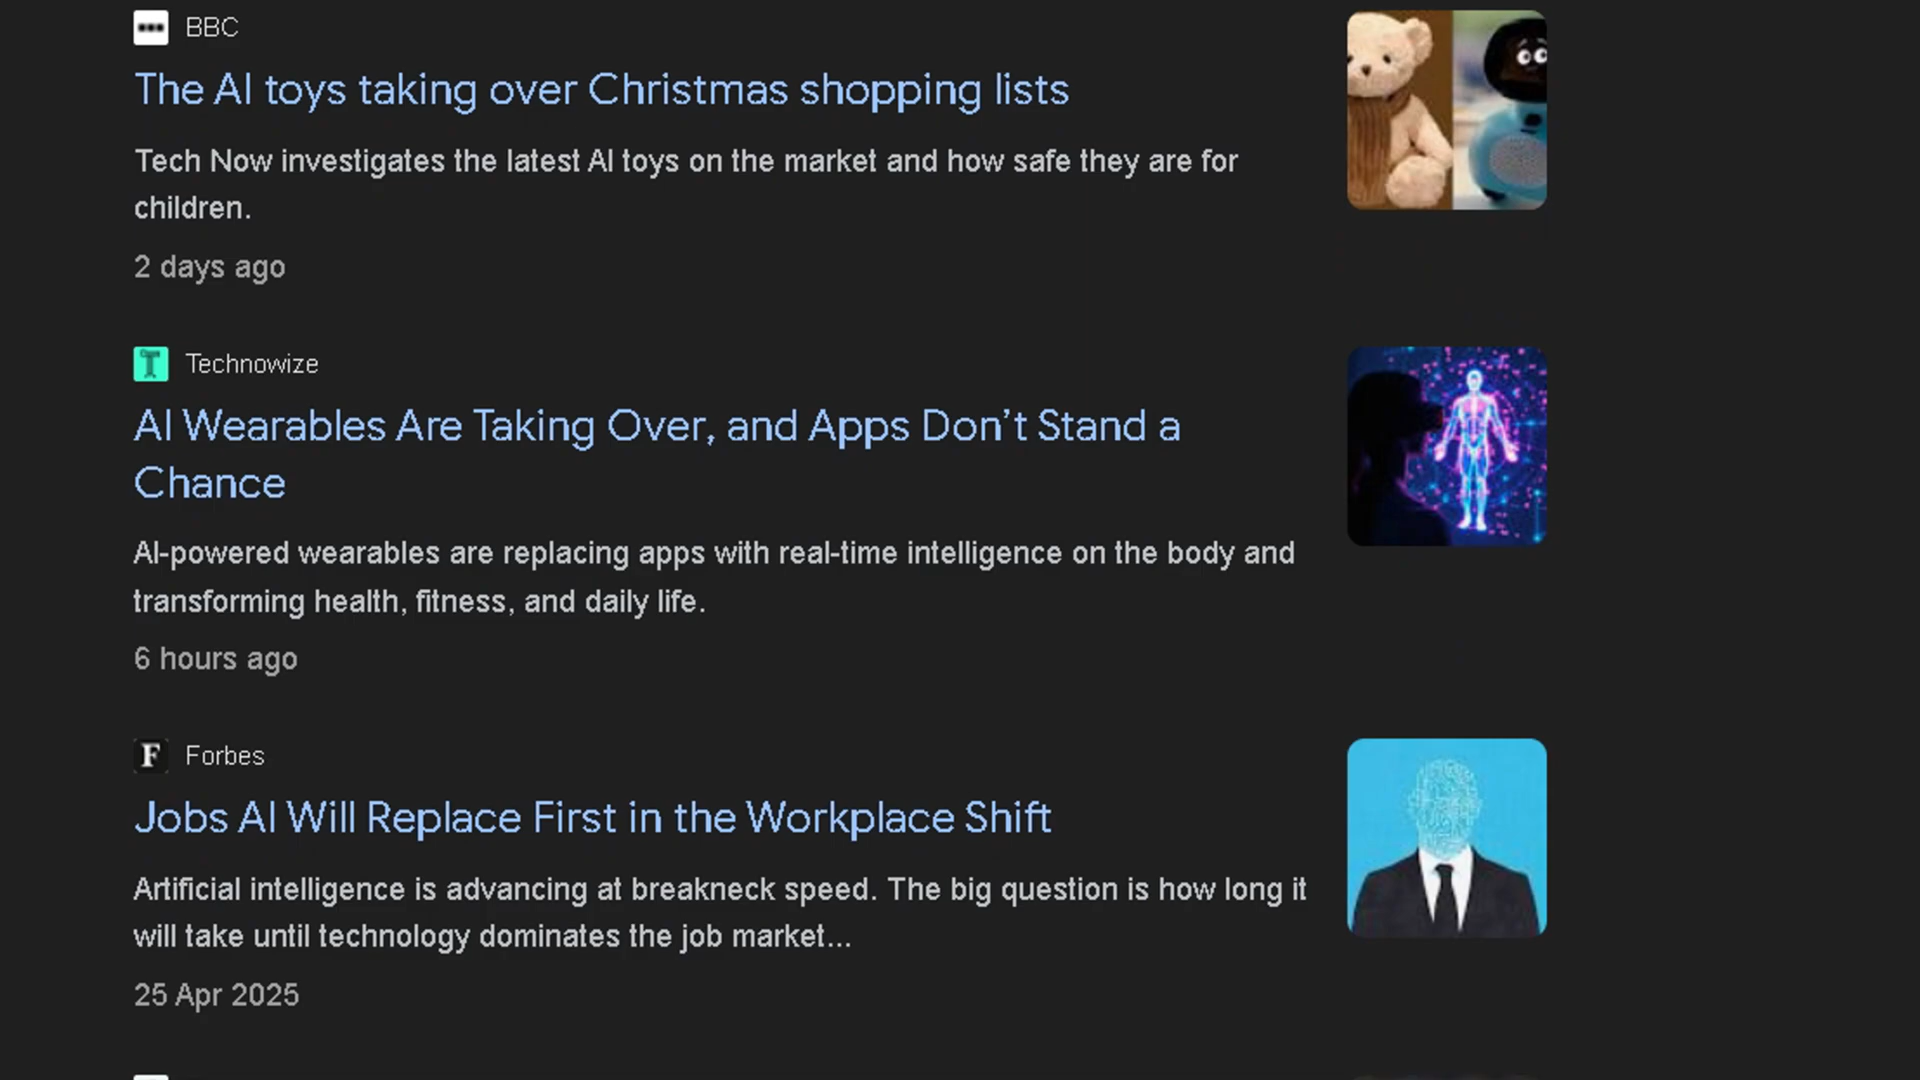 BBC
The AI toys taking over Christmas shopping lists
Tech Now investigates the latest AI toys on the market and how safe they are for
children.
2 days ago
T Technowize
AI Wearables Are Taking Over, and Apps Don’t Stand a
Chance
AI-powered wearables are replacing apps with real-time intelligence on the body and
transforming health, fitness, and daily life.
6 hours ago
F Forbes
Jobs AI Will Replace First in the Workplace Shift
Artificial intelligence is advancing at breakneck speed. The big question is how long it
will take until technology dominates the job market...
25 Apr 2025